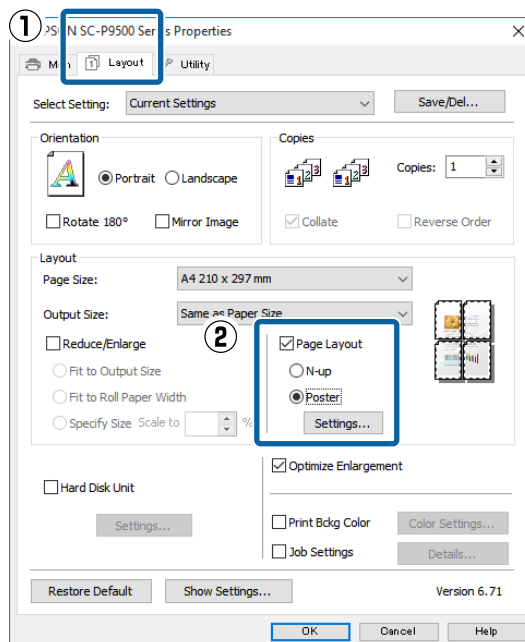 ①
PSON SC-P9500 Series Properties
Layout
Utility
Select Setting: Current Settings Save/Del...
Orientation
Portrait Landscape
Rotate 180° Mirror Image
Copies
Copies: 1
Collate Reverse Order
Layout
Page Size: A4 210 x 297 mm
Output Size: Same as Paper Size
②
Reduce/Enlarge
Fit to Output Size
Fit to Roll Paper Width
Specify Size Scale to %
Page Layout
N-up
Poster
Settings...
Optimize Enlargement
Hard Disk Unit
Settings...
Print Bckg Color Color Settings...
Job Settings Details...
Restore Default Show Settings... Version 6.71
OK Cancel Help